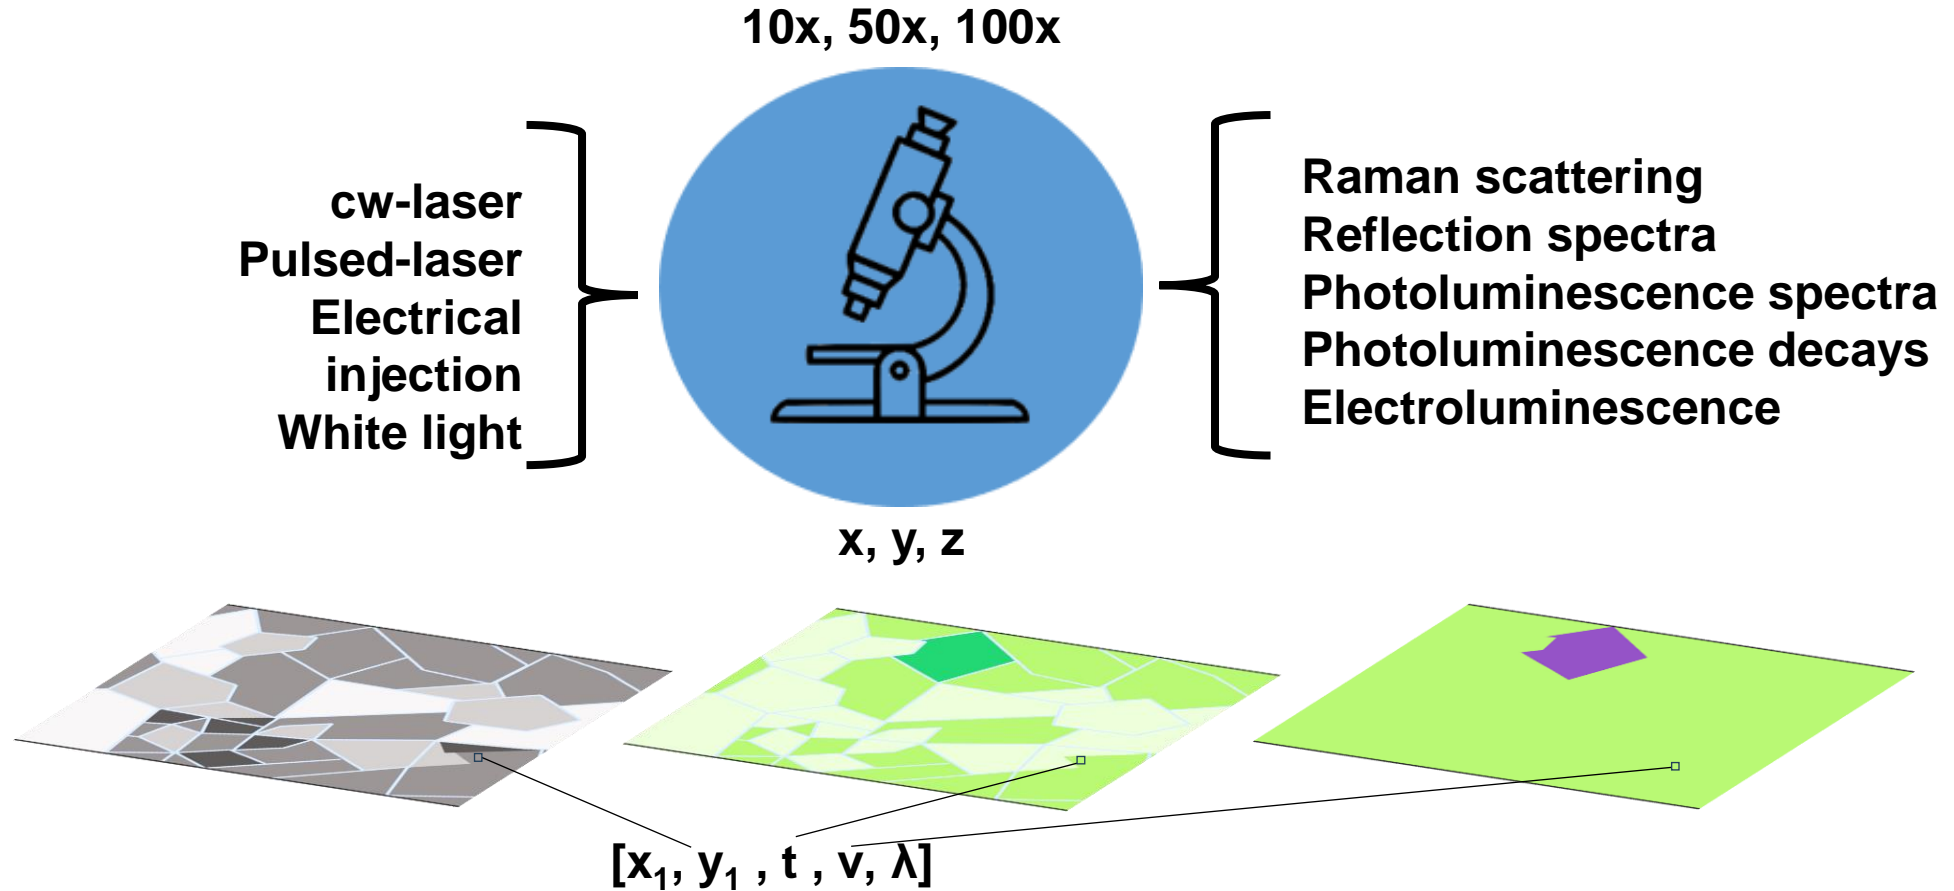 10x, 50x, 100x
cw-laser
Pulsed-laser
Electrical
injection
White light
Raman scattering
Reflection spectra
Photoluminescence spectra
Photoluminescence decays
Electroluminescence
x, y, z
[x₁, y₁ , t , v, λ]